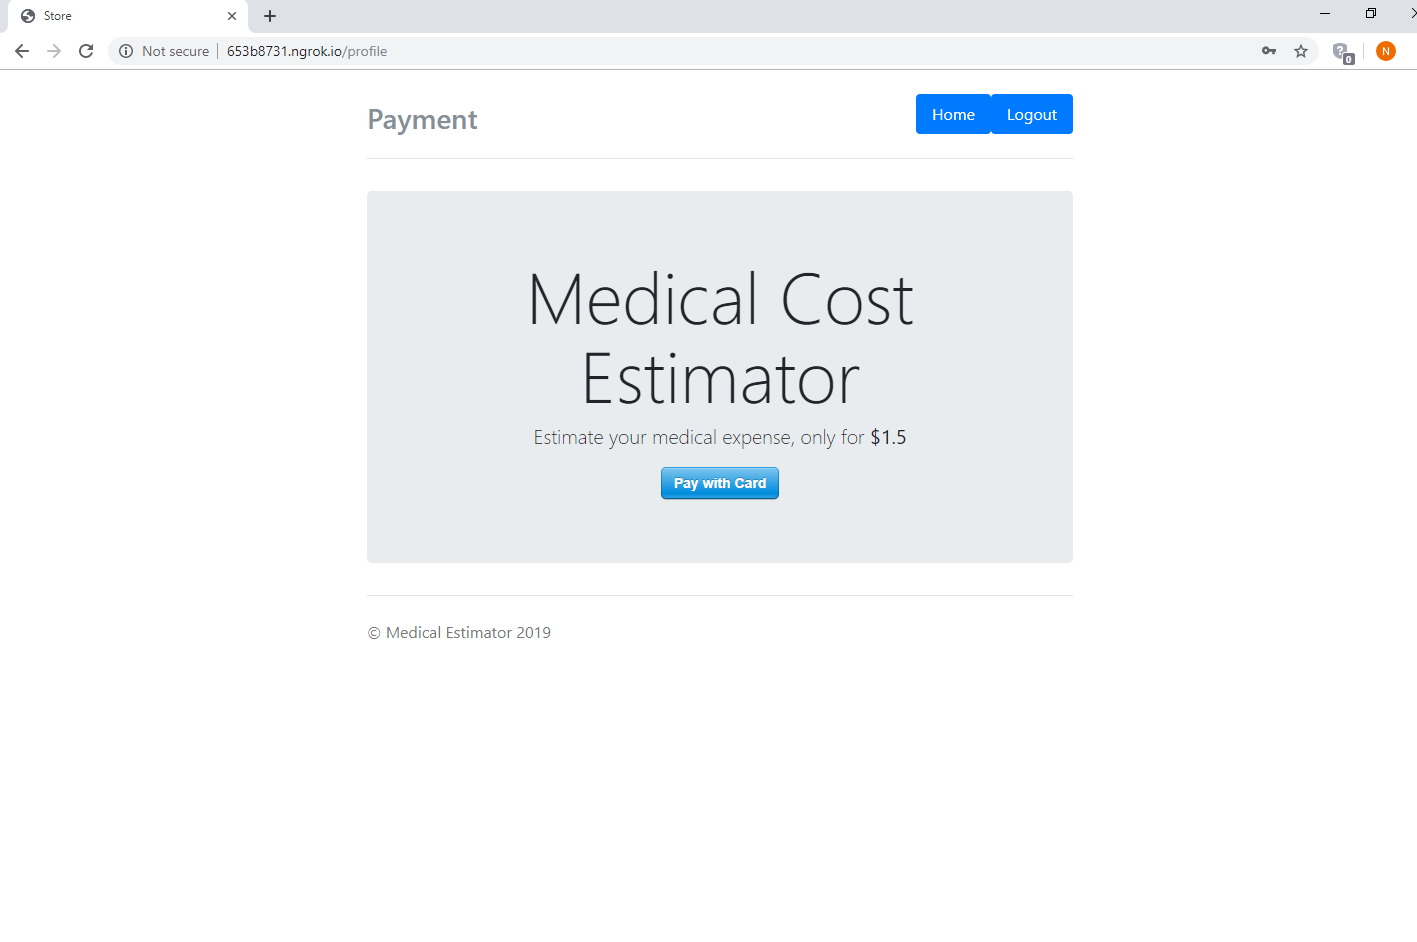 Store
Not secure 653b8731.ngrok.io/profile
? 0
N
Payment
Home Logout
Medical Cost
Estimator
Estimate your medical expense, only for $1.5
Pay with Card
© Medical Estimator 2019